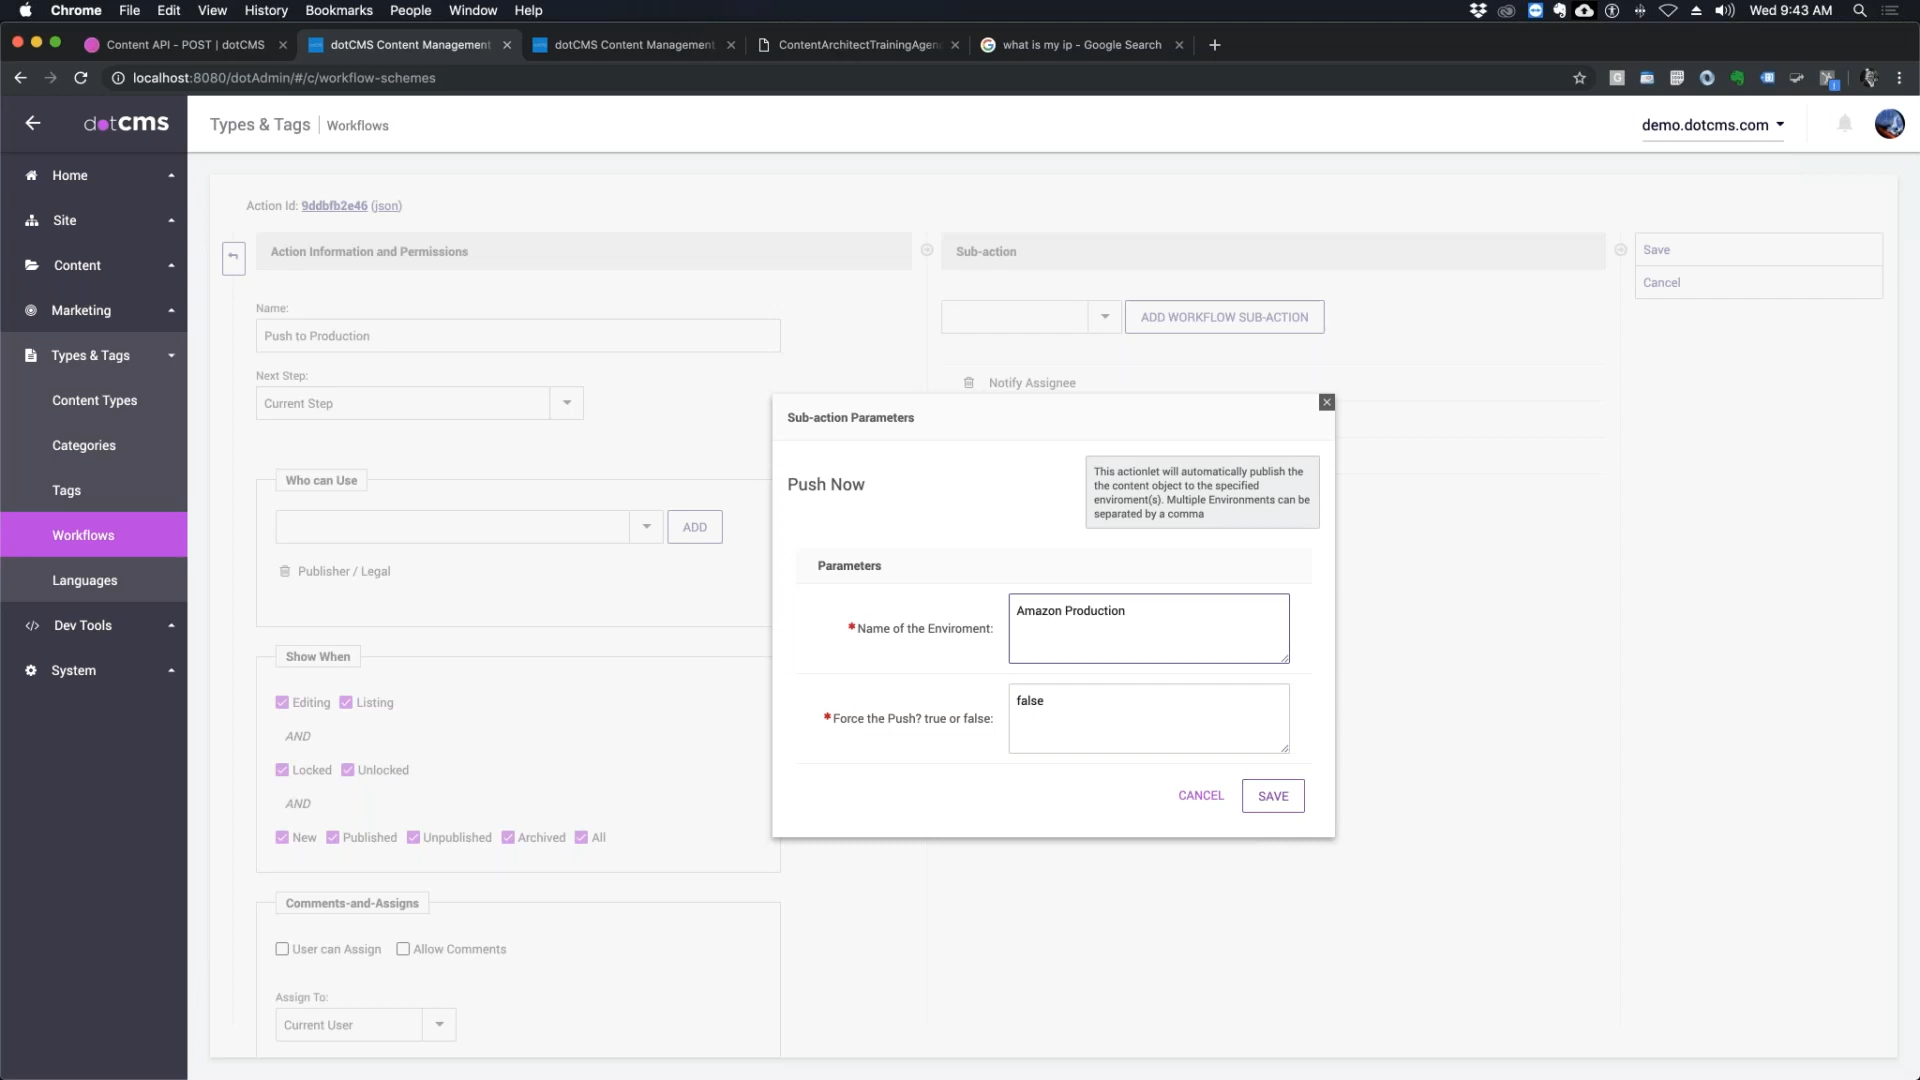 Chrome File Edit View History Bookmarks People Window Help Wed 9:43 AM
Content API - POST | dotCMS dotCMS Content Management dotCMS Content Management ContentArchitectTrainingAgen what is my ip - Google Search
localhost:8080/dotAdmin/#/c/workflow-schemes
dotCMS
Types & Tags Workflows
demo.dotcms.com
Home
Site
Content
Marketing
Types & Tags
Content Types
Categories
Tags
Workflows
Languages
Dev Tools
System
Action Id: 9ddbfb2e46 (json)
Action Information and Permissions
Name:
Push to Production
Next Step:
Current Step
Who can Use
ADD
Publisher / Legal
Show When
Editing Listing
AND
Locked Unlocked
AND
New Published Unpublished Archived All
Comments-and-Assigns
User can Assign Allow Comments
Assign To:
Current User
Sub-action
ADD WORKFLOW SUB-ACTION
Notify Assignee
Save
Cancel
Sub-action Parameters
Push Now
This actionlet will automatically publish the
the content object to the specified
enviroment(s). Multiple Environments can be
separated by a comma
Parameters
*Name of the Enviroment:
Amazon Production
*Force the Push? true or false:
false
CANCEL
SAVE